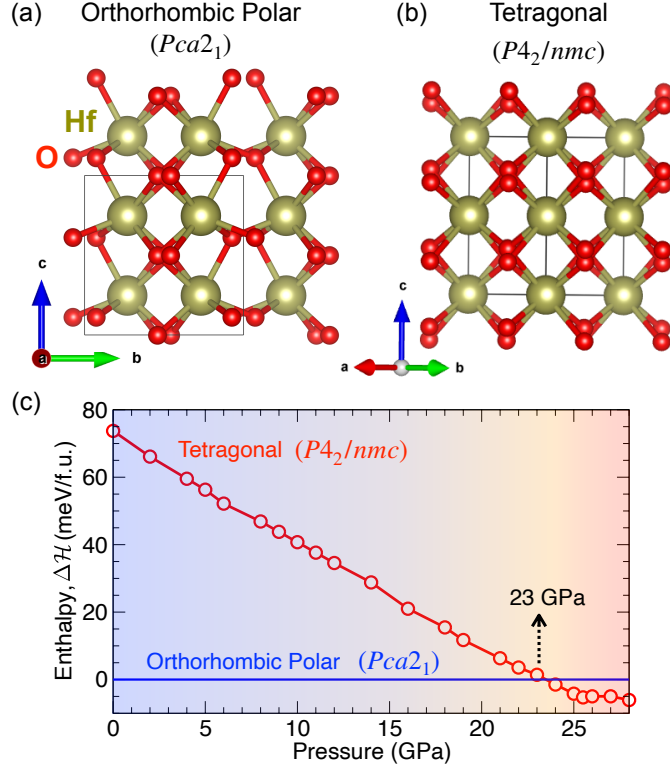 (a) Orthorhombic Polar
(Pca2₁)
(b) Tetragonal
(P4₂/nmc)
Hf
O
c
a
b
c
a
b
(c)
80
60
40
20
0
Enthalpy, Δℋ (meV/f.u.)
Tetragonal (P4₂/nmc)
23 GPa
Orthorhombic Polar (Pca2₁)
0 5 10 15 20 25
Pressure (GPa)